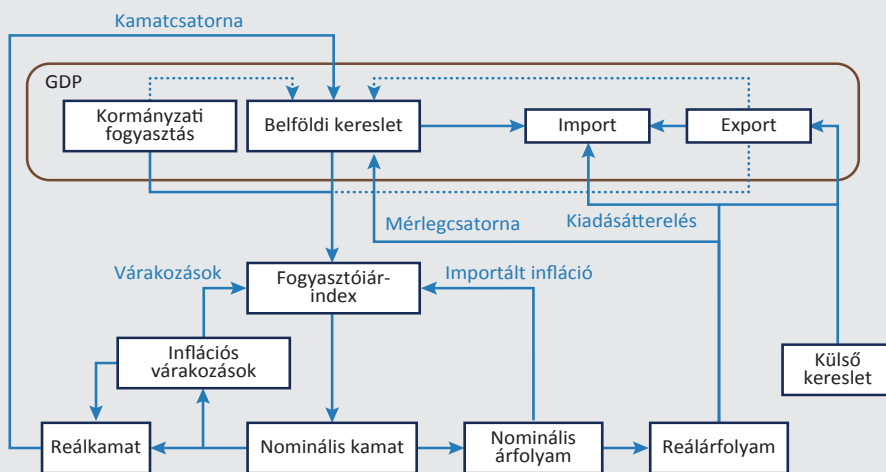 Kamatcsatorna
GDP
Kormányzati
fogyasztás
Belföldi kereslet
Import
Export
Mérlegcsatorna
Kiadásátterelés
Várakozások
Fogyasztóiár-
index
Importált infláció
Inflációs
várakozások
Külső
kereslet
Reálkamat
Nominális kamat
Nominális
árfolyam
Reálárfolyam